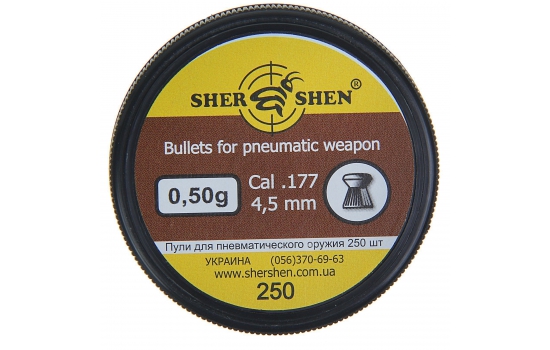 SHER SHEN ®
Bullets for pneumatic weapon
0,50g
Cal .177
4,5 mm
Пули для пневматического оружия 250 шт
УКРАИНА (056)370-69-63
www.shershen.com.ua
250